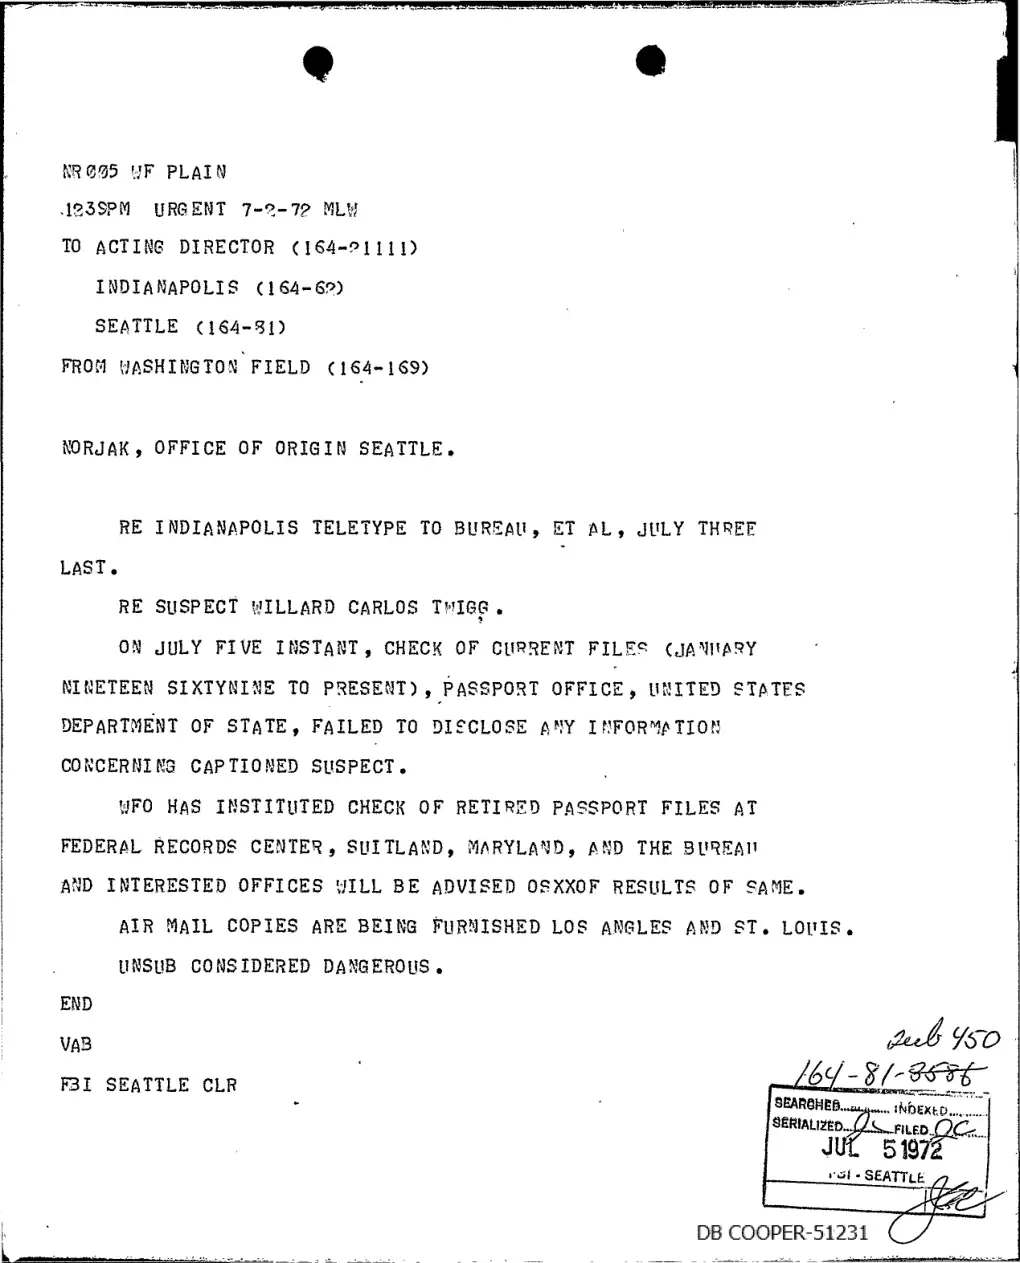 NR005 WF PLAIN
1238PM URGENT 7-2-72 MLW
TO ACTING DIRECTOR (164-21111)
INDIANAPOLIS (164-62)
SEATTLE (164-81)
FROM WASHINGTON FIELD (164-169)
NORJAK, OFFICE OF ORIGIN SEATTLE.
RE INDIANAPOLIS TELETYPE TO BUREAU, ET AL, JULY THREE
LAST.
RE SUSPECT WILLARD CARLOS TWIGG.
ON JULY FIVE INSTANT, CHECK OF CURRENT FILES (JANUARY
NINETEEN SIXTYNINE TO PRESENT), PASSPORT OFFICE, UNITED STATES
DEPARTMENT OF STATE, FAILED TO DISCLOSE ANY INFORMATION
CONCERNING CAPTIONED SUSPECT.
WFO HAS INSTITUTED CHECK OF RETIRED PASSPORT FILES AT
FEDERAL RECORDS CENTER, SUITLAND, MARYLAND, AND THE BUREAU
AND INTERESTED OFFICES WILL BE ADVISED OSXXOF RESULTS OF SAME.
AIR MAIL COPIES ARE BEING FURNISHED LOS ANGLES AND ST. LOUIS.
UNSUB CONSIDERED DANGEROUS.
END
VAB
FBI SEATTLE CLR
sub 450
164-81-3586
SEARCHED........ INDEXED........
SERIALIZED........ FILED........
JUL 5 1972
FBI - SEATTLE
DB COOPER-51231